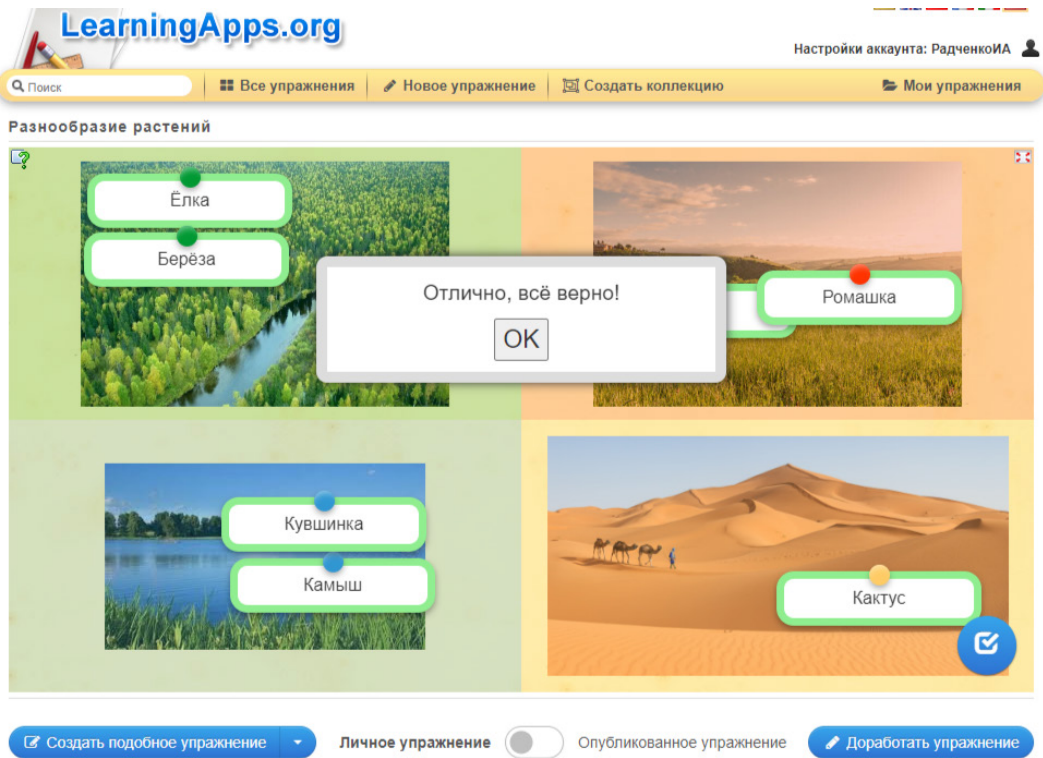 LearningApps.org
Настройки аккаунта: РадченкоИА
Поиск
Все упражнения
Новое упражнение
Создать коллекцию
Мои упражнения
Разнообразие растений
Ёлка
Берёза
Отлично, всё верно!
OK
Ромашка
Кувшинка
Камыш
Кактус
Создать подобное упражнение
Личное упражнение
Опубликованное упражнение
Доработать упражнение